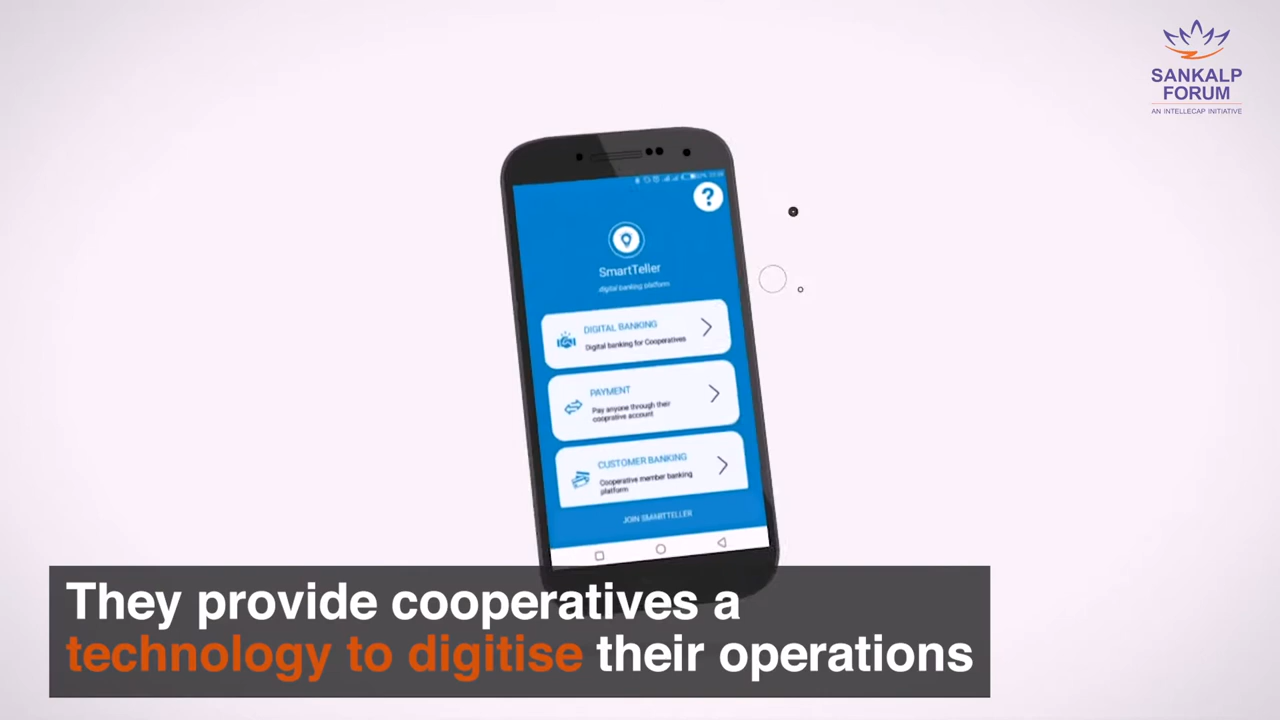 SANKALP
FORUM
AN INTELLECAP INITIATIVE
?
SmartTeller
digital banking platform
DIGITAL BANKING
Digital banking for Cooperatives
PAYMENT
Pay anyone through their
cooprative account
CUSTOMER BANKING
Cooperative member banking
platform
JOIN SMARTTELLER
They provide cooperatives a
technology to digitise their operations